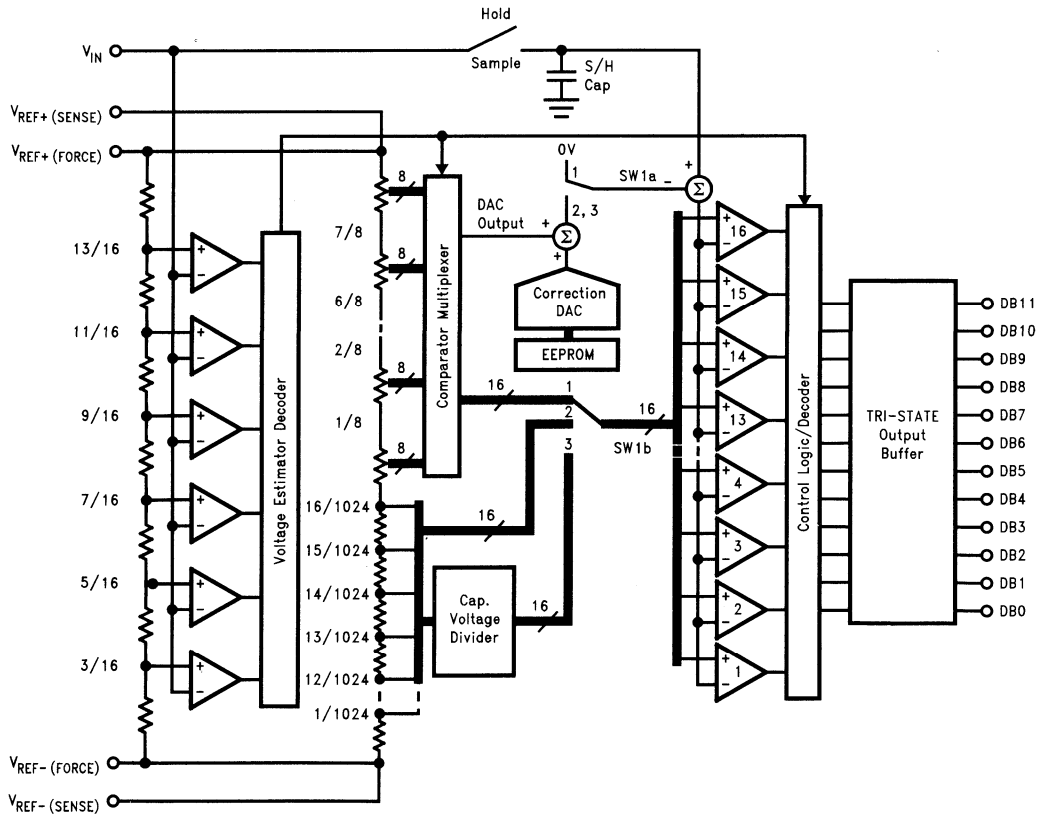 Hold
Sample
S/H
Cap
VIN
VREF+ (SENSE)
VREF+ (FORCE)
13/16
11/16
9/16
7/16
5/16
3/16
VREF- (FORCE)
VREF- (SENSE)
+
-
+
-
+
-
+
-
+
-
+
-
Voltage Estimator Decoder
8
7/8
8
6/8
2/8
8
1/8
8
16/1024
15/1024
14/1024
13/1024
12/1024
1/1024
Comparator Multiplexer
DAC
Output
0V
1
2, 3
SW1a
-
+
Σ
+
Σ
+
Correction
DAC
EEPROM
16
1
2
3
SW1b
16
16
16
Cap.
Voltage
Divider
+
-
16
+
-
15
+
-
14
+
-
13
+
-
4
+
-
3
+
-
2
+
-
1
Control Logic/Decoder
TRI-STATE
Output
Buffer
DB11
DB10
DB9
DB8
DB7
DB6
DB5
DB4
DB3
DB2
DB1
DB0